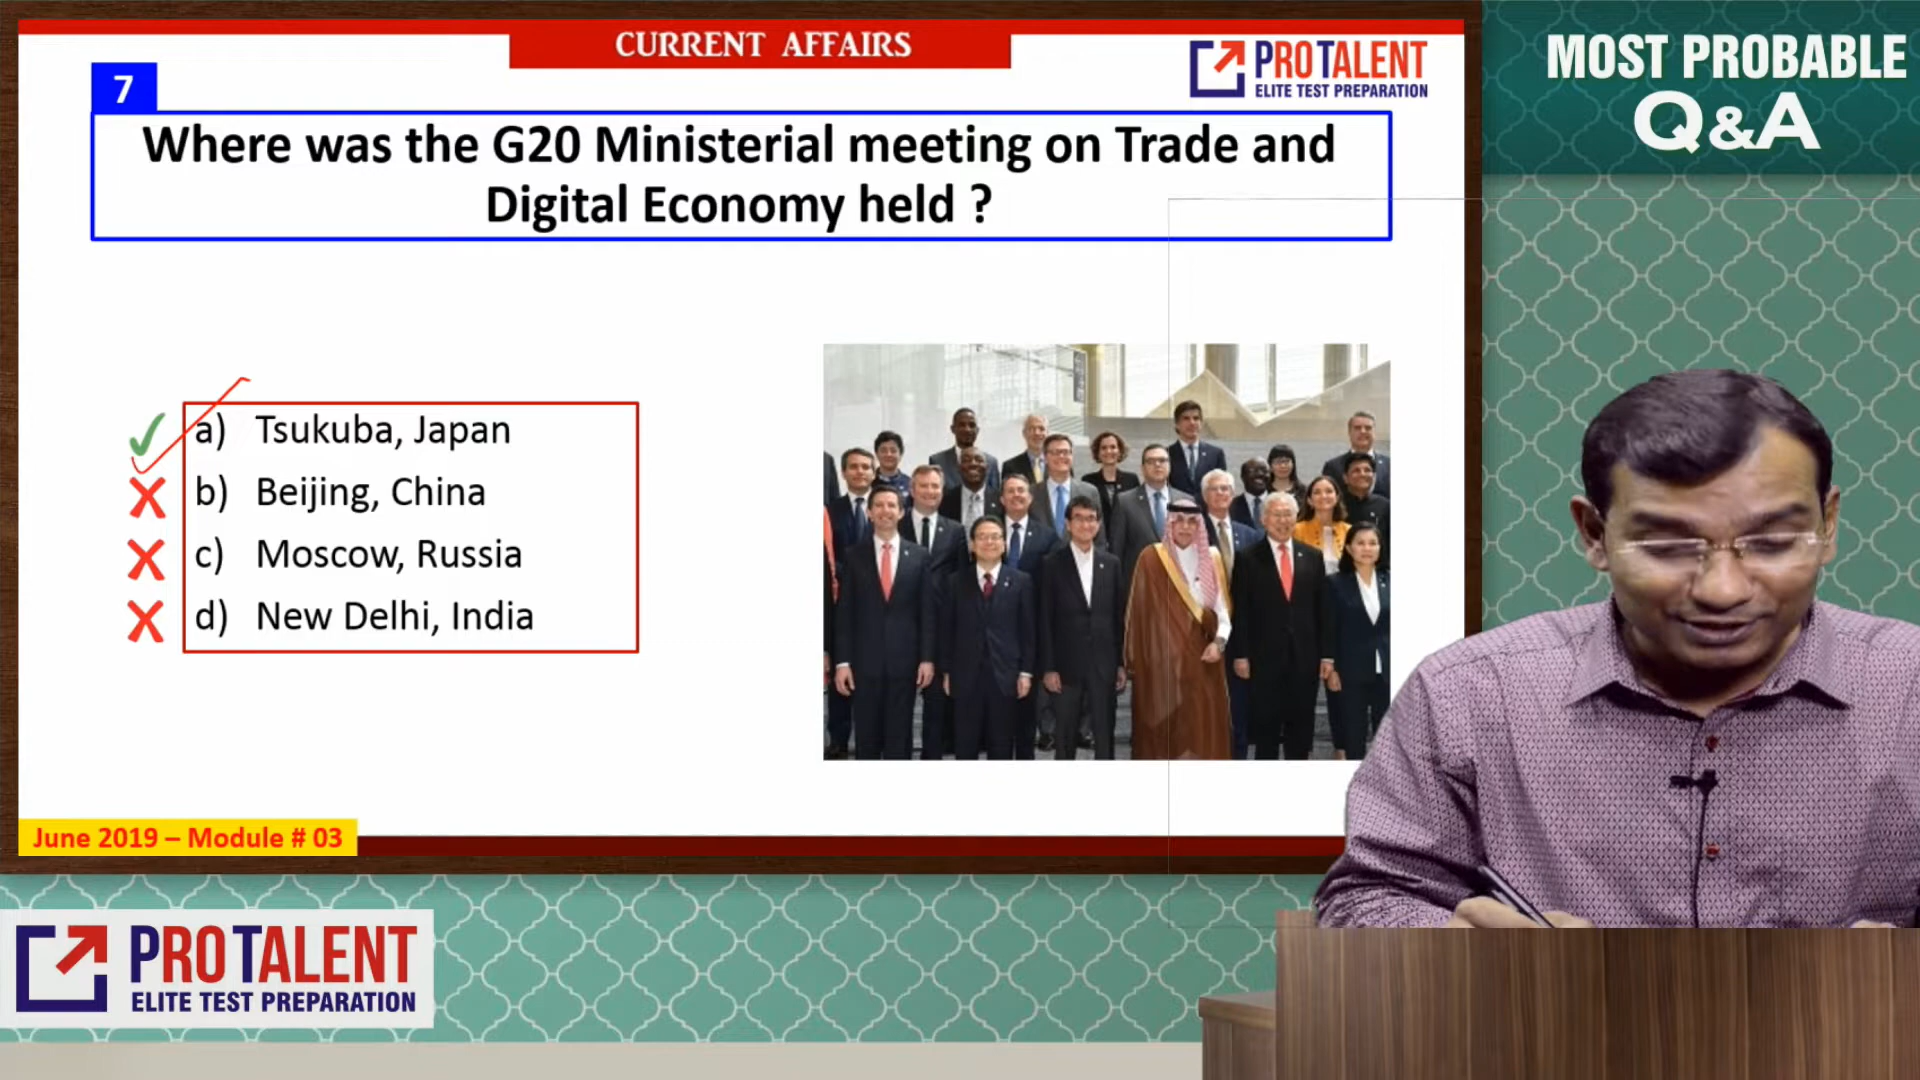 CURRENT AFFAIRS
PROTALENT
ELITE TEST PREPARATION
MOST PROBABLE
Q&A
7
Where was the G20 Ministerial meeting on Trade and
Digital Economy held ?
a) Tsukuba, Japan
b) Beijing, China
c) Moscow, Russia
d) New Delhi, India
June 2019 – Module # 03
PROTALENT
ELITE TEST PREPARATION